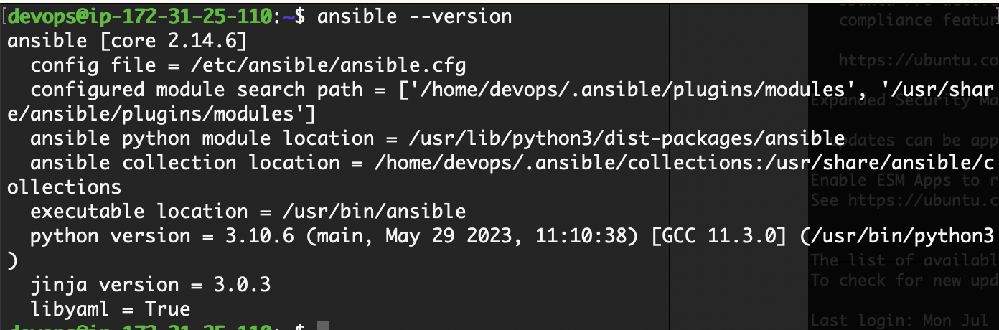 devops@ip-172-31-25-110:~$ ansible --version
ansible [core 2.14.6]
  config file = /etc/ansible/ansible.cfg
  configured module search path = ['/home/devops/.ansible/plugins/modules', '/usr/shar
e/ansible/plugins/modules']
  ansible python module location = /usr/lib/python3/dist-packages/ansible
  ansible collection location = /home/devops/.ansible/collections:/usr/share/ansible/c
ollections
  executable location = /usr/bin/ansible
  python version = 3.10.6 (main, May 29 2023, 11:10:38) [GCC 11.3.0] (/usr/bin/python3
)
  jinja version = 3.0.3
  libyaml = True
devops@ip-172-31-25-110:~$
compliance featur
https://ubuntu.co
Expanded Security Ma
dates can be app
Enable ESM Apps to r
See https://ubuntu.c
The list of availabl
To check for new upd
Last login: Mon Jul